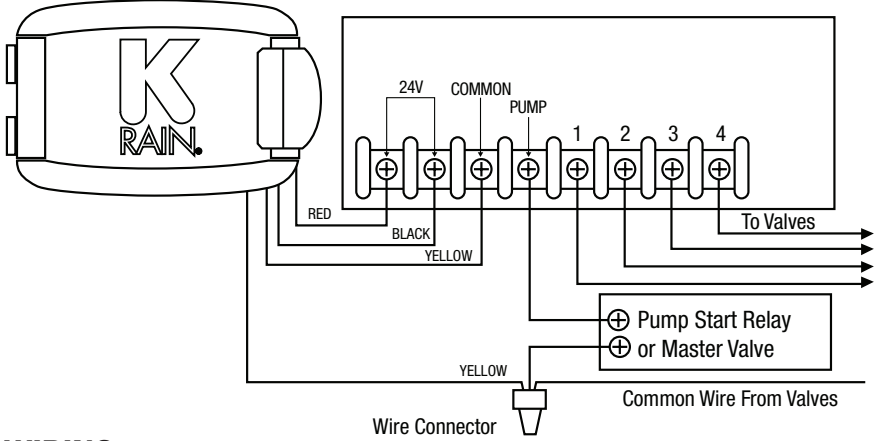 K
RAIN.
24V
COMMON
PUMP
1 2 3 4
RED
BLACK
YELLOW
To Valves
Pump Start Relay
or Master Valve
YELLOW
Common Wire From Valves
Wire Connector